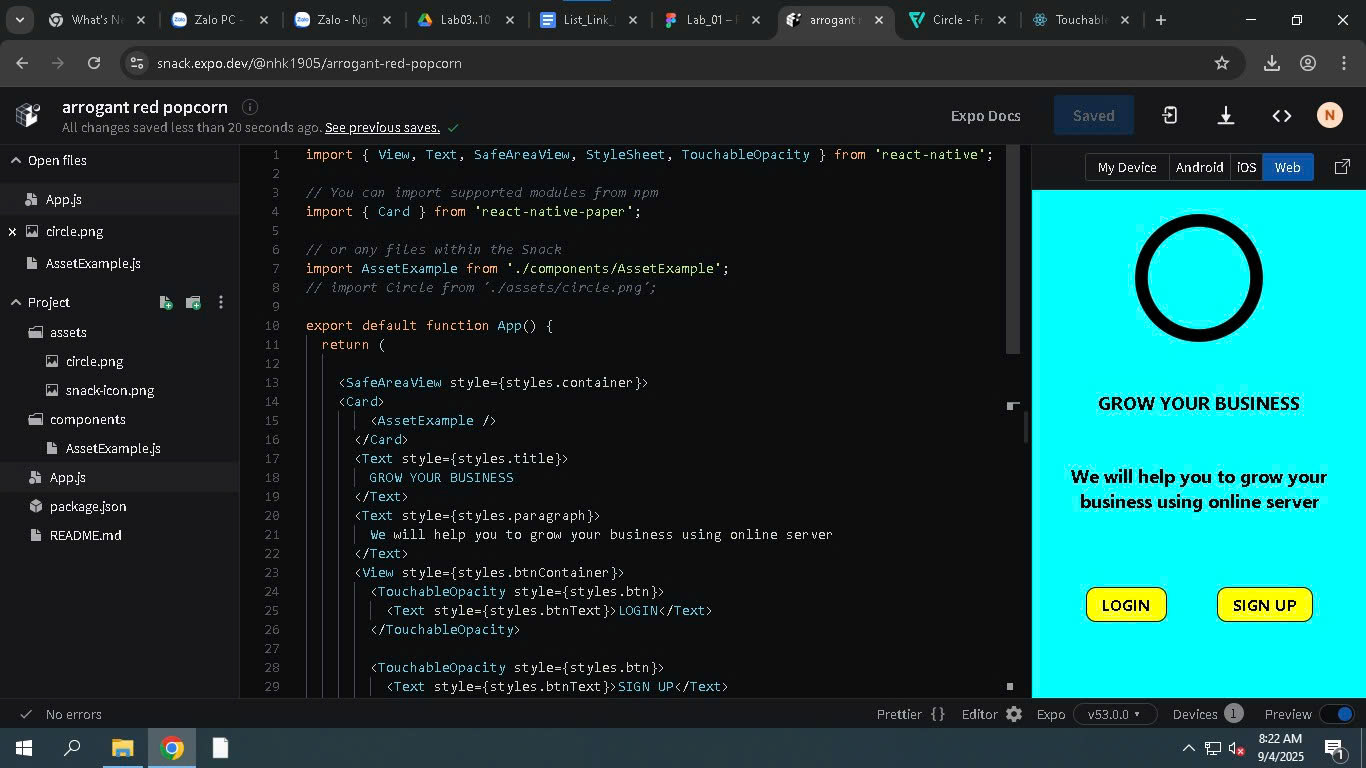 What's Ne
Zalo PC -
Zalo - Ng
Lab03..10
List_Link_
Lab_01 –
arrogant r
Circle - Fr
Touchable
snack.expo.dev/@nhk1905/arrogant-red-popcorn
arrogant red popcorn
All changes saved less than 20 seconds ago. See previous saves.
Expo Docs
Saved
N
Open files
App.js
circle.png
AssetExample.js
Project
assets
circle.png
snack-icon.png
components
AssetExample.js
App.js
package.json
README.md
1 import { View, Text, SafeAreaView, StyleSheet, TouchableOpacity } from 'react-native';
2
3 // You can import supported modules from npm
4 import { Card } from 'react-native-paper';
5
6 // or any files within the Snack
7 import AssetExample from './components/AssetExample';
8 // import Circle from './assets/circle.png';
9
10 export default function App() {
11 return (
12
13 <SafeAreaView style={styles.container}>
14 <Card>
15 <AssetExample />
16 </Card>
17 <Text style={styles.title}>
18 GROW YOUR BUSINESS
19 </Text>
20 <Text style={styles.paragraph}>
21 We will help you to grow your business using online server
22 </Text>
23 <View style={styles.btnContainer}>
24 <TouchableOpacity style={styles.btn}>
25 <Text style={styles.btnText}>LOGIN</Text>
26 </TouchableOpacity>
27
28 <TouchableOpacity style={styles.btn}>
29 <Text style={styles.btnText}>SIGN UP</Text>
My Device
Android
iOS
Web
GROW YOUR BUSINESS
We will help you to grow your
business using online server
LOGIN
SIGN UP
No errors
Prettier {}
Editor
Expo
v53.0.0
Devices 1
Preview
8:22 AM
9/4/2025
1